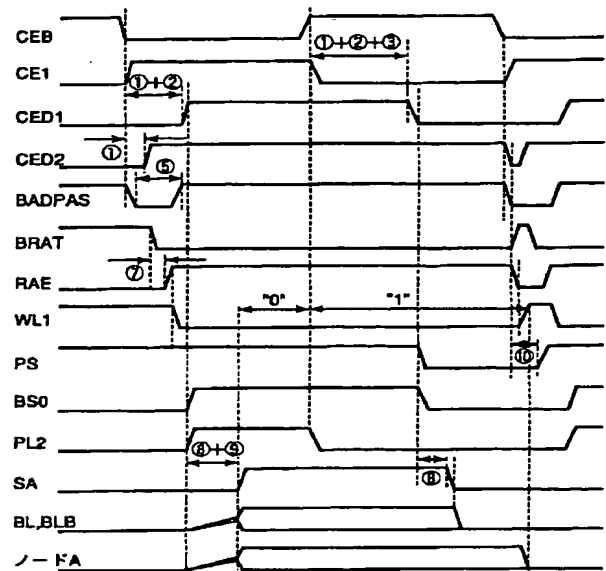 CEB
①+②+③
CE1
①+②
CED1
①
CED2
⑤
BADPAS
BRAT
⑦
RAE
"0"
"1"
WL1
⑩
PS
BS0
PL2
⑧+⑨
SA
⑧
BL,BLB
ノードA